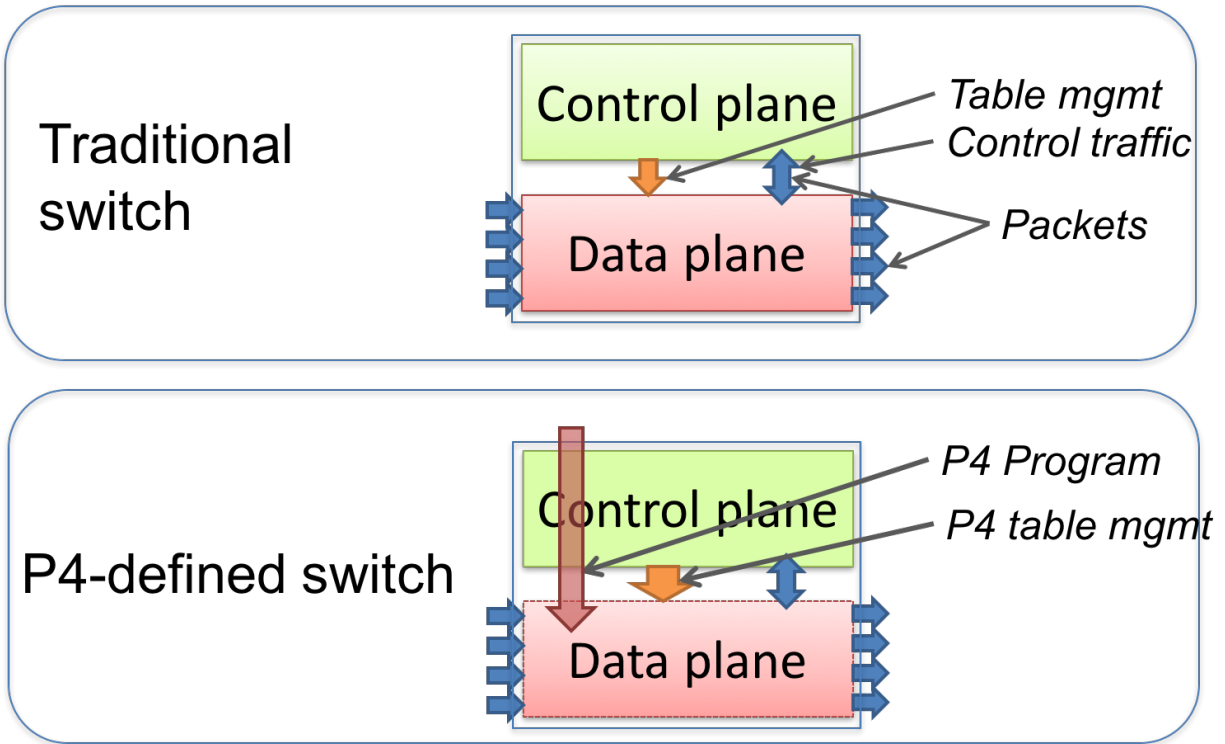 Traditional
switch
Control plane
Data plane
Table mgmt
Control traffic
Packets
P4-defined switch
Control plane
Data plane
P4 Program
P4 table mgmt